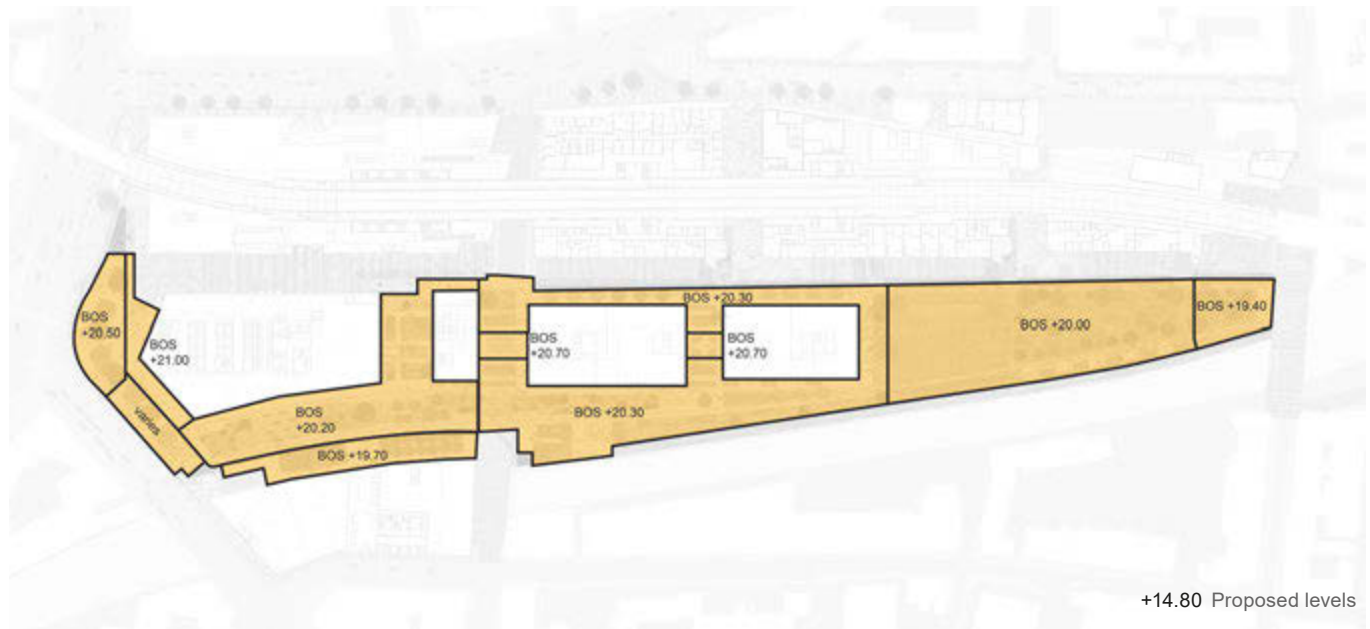 BOS +20.30
BOS
+20.50
BOS
+21.00
BOS
+20.70
BOS
+20.70
BOS +20.00
BOS +19.40
varies
BOS
+20.20
BOS +20.30
BOS +19.70
+14.80 Proposed levels